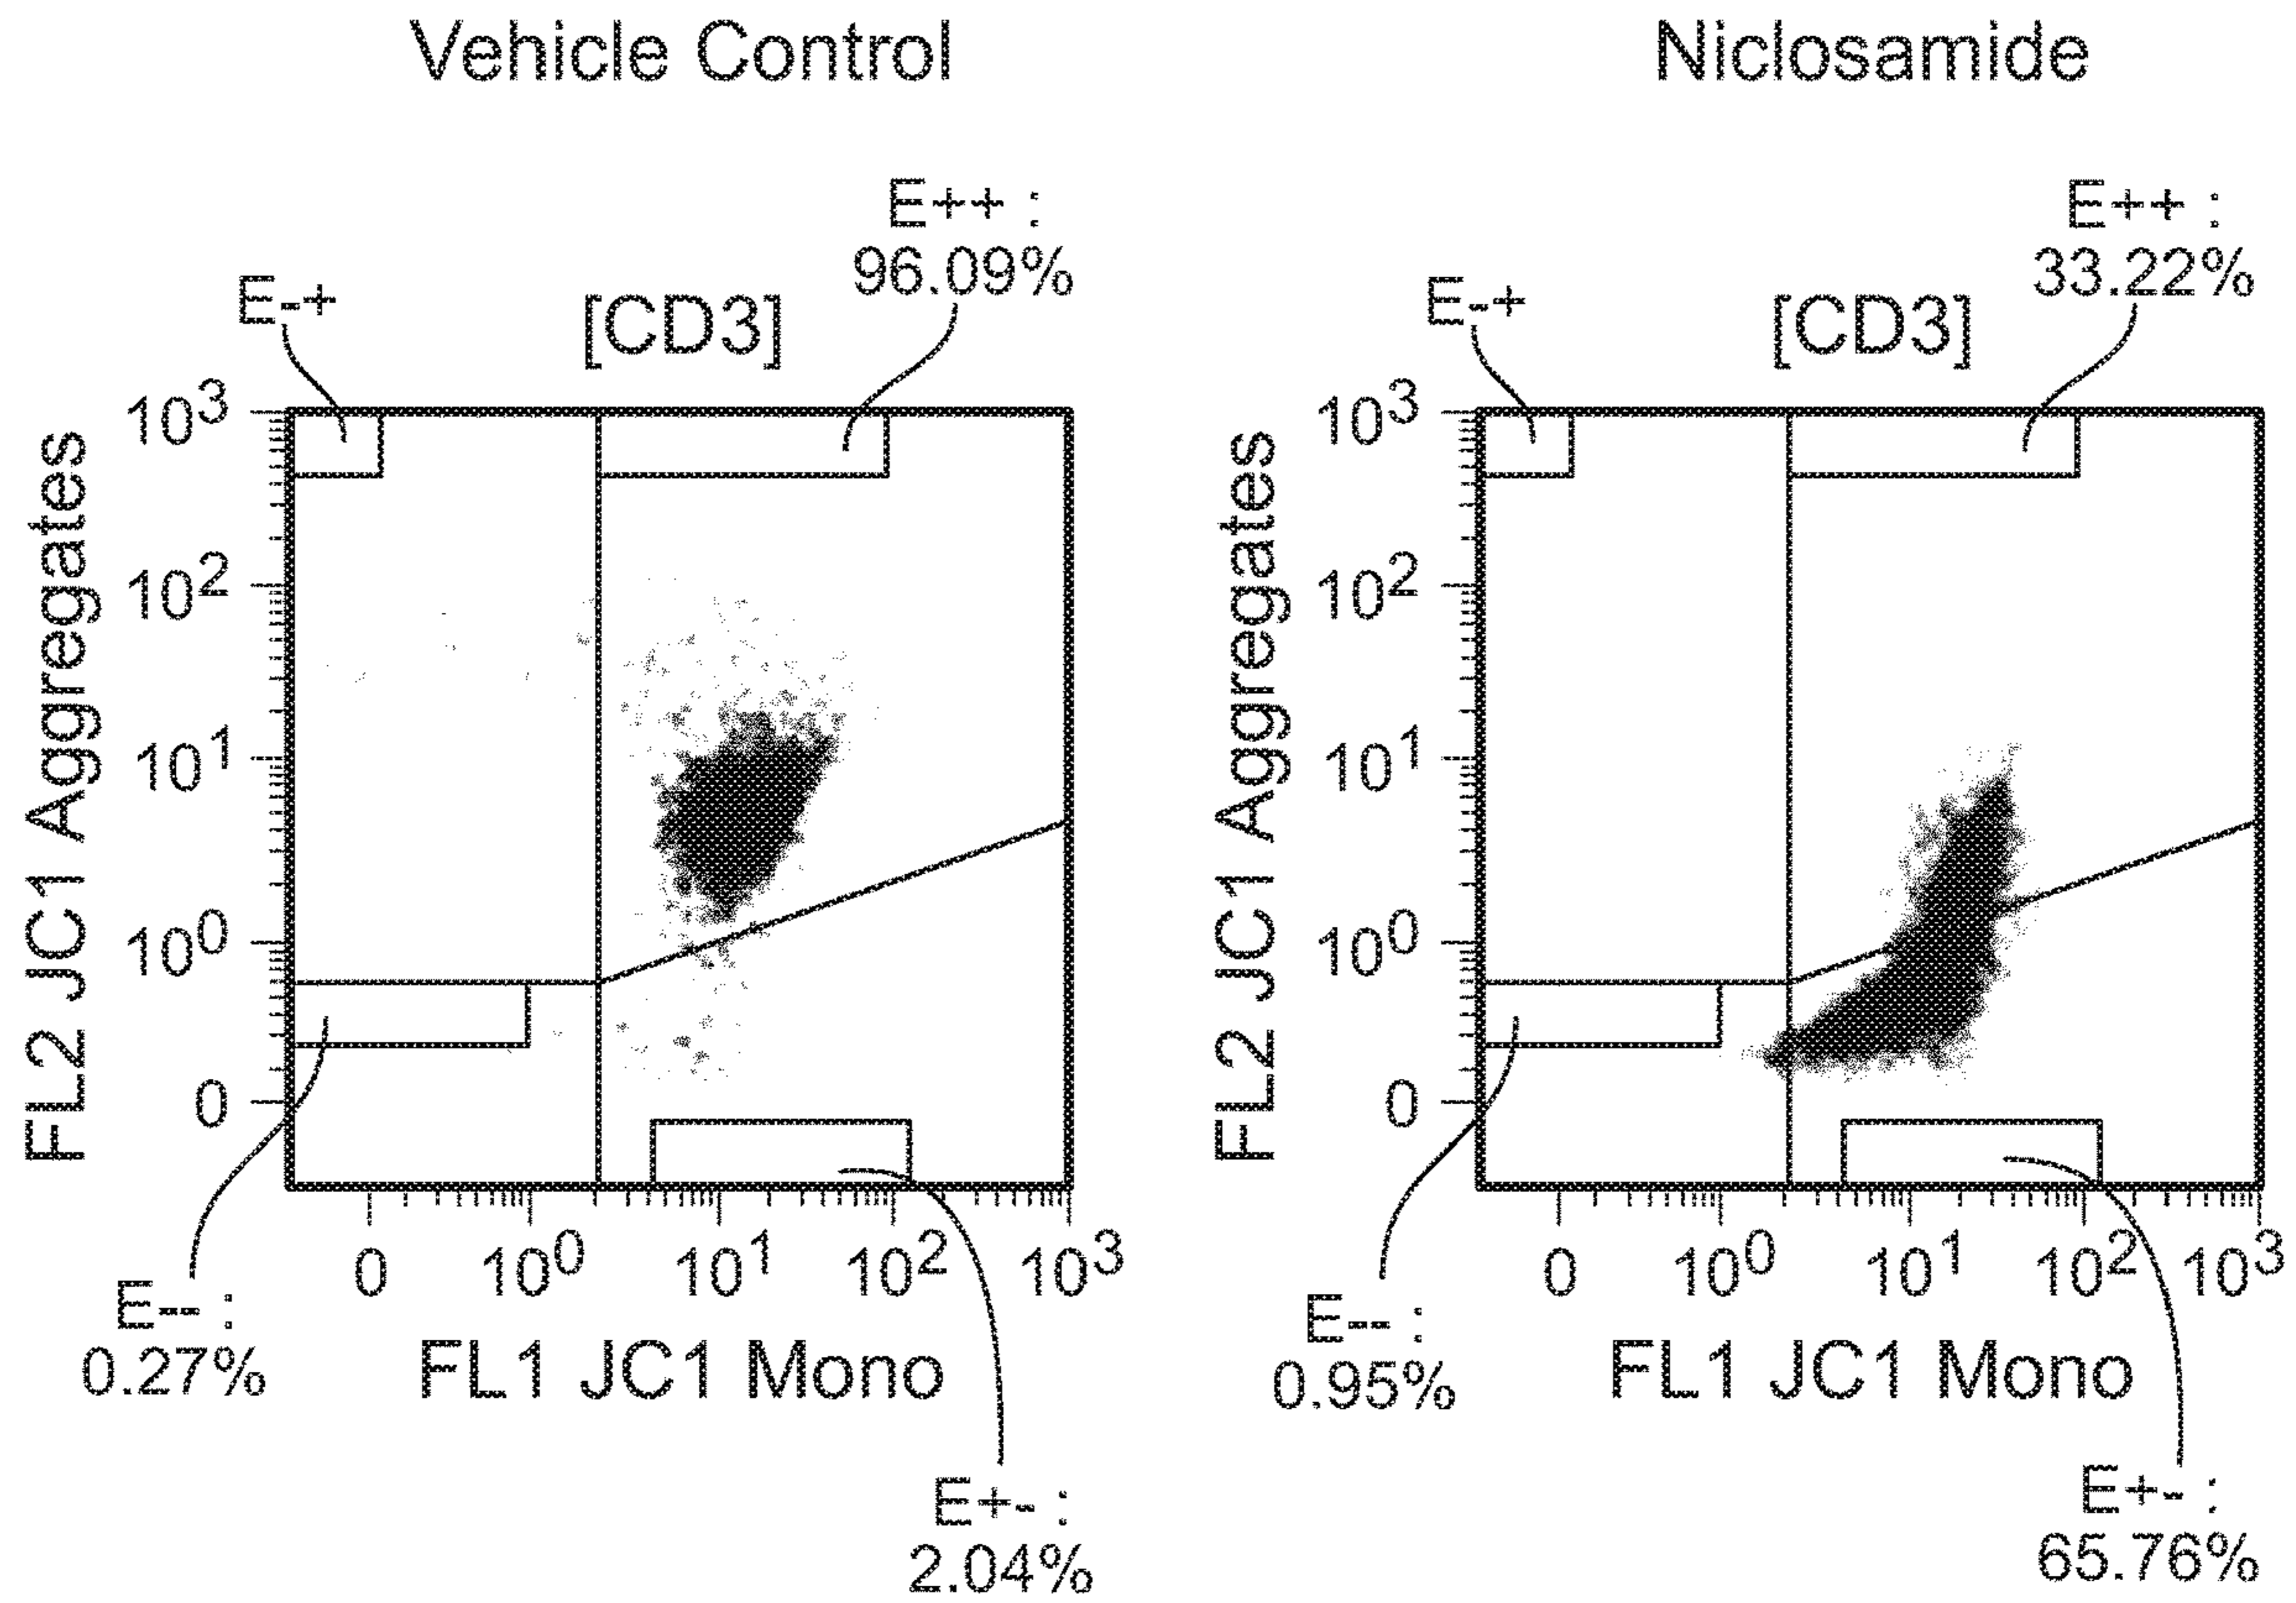 Vehicle Control
E++ :
96.09%
E-+
[CD3]
10³
10²
10¹
10⁰
0
FL2 JC1 Aggregates
0
10⁰
10¹
10²
10³
E-- :
0.27%
FL1 JC1 Mono
E+- :
2.04%
Niclosamide
E++ :
33.22%
E-+
[CD3]
10³
10²
10¹
10⁰
0
FL2 JC1 Aggregates
0
10⁰
10¹
10²
10³
E-- :
0.95%
FL1 JC1 Mono
E+- :
65.76%